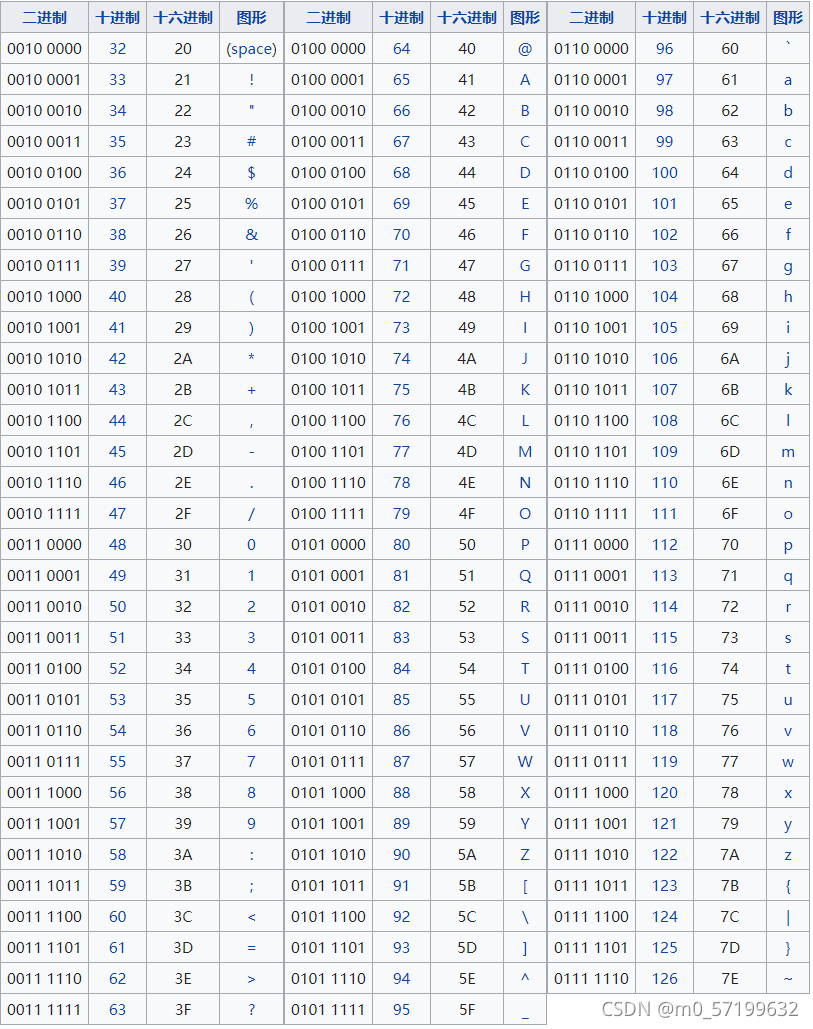 二进制 十进制 十六进制 图形 二进制 十进制 十六进制 图形 二进制 十进制 十六进制 图形
0010 0000 32 20 (space) 0100 0000 64 40 @ 0110 0000 96 60 `
0010 0001 33 21 ! 0100 0001 65 41 A 0110 0001 97 61 a
0010 0010 34 22 " 0100 0010 66 42 B 0110 0010 98 62 b
0010 0011 35 23 # 0100 0011 67 43 C 0110 0011 99 63 c
0010 0100 36 24 $ 0100 0100 68 44 D 0110 0100 100 64 d
0010 0101 37 25 % 0100 0101 69 45 E 0110 0101 101 65 e
0010 0110 38 26 & 0100 0110 70 46 F 0110 0110 102 66 f
0010 0111 39 27 ' 0100 0111 71 47 G 0110 0111 103 67 g
0010 1000 40 28 ( 0100 1000 72 48 H 0110 1000 104 68 h
0010 1001 41 29 ) 0100 1001 73 49 I 0110 1001 105 69 i
0010 1010 42 2A * 0100 1010 74 4A J 0110 1010 106 6A j
0010 1011 43 2B + 0100 1011 75 4B K 0110 1011 107 6B k
0010 1100 44 2C , 0100 1100 76 4C L 0110 1100 108 6C l
0010 1101 45 2D - 0100 1101 77 4D M 0110 1101 109 6D m
0010 1110 46 2E . 0100 1110 78 4E N 0110 1110 110 6E n
0010 1111 47 2F / 0100 1111 79 4F O 0110 1111 111 6F o
0011 0000 48 30 0 0101 0000 80 50 P 0111 0000 112 70 p
0011 0001 49 31 1 0101 0001 81 51 Q 0111 0001 113 71 q
0011 0010 50 32 2 0101 0010 82 52 R 0111 0010 114 72 r
0011 0011 51 33 3 0101 0011 83 53 S 0111 0011 115 73 s
0011 0100 52 34 4 0101 0100 84 54 T 0111 0100 116 74 t
0011 0101 53 35 5 0101 0101 85 55 U 0111 0101 117 75 u
0011 0110 54 36 6 0101 0110 86 56 V 0111 0110 118 76 v
0011 0111 55 37 7 0101 0111 87 57 W 0111 0111 119 77 w
0011 1000 56 38 8 0101 1000 88 58 X 0111 1000 120 78 x
0011 1001 57 39 9 0101 1001 89 59 Y 0111 1001 121 79 y
0011 1010 58 3A : 0101 1010 90 5A Z 0111 1010 122 7A z
0011 1011 59 3B ; 0101 1011 91 5B [ 0111 1011 123 7B {
0011 1100 60 3C < 0101 1100 92 5C \ 0111 1100 124 7C |
0011 1101 61 3D = 0101 1101 93 5D ] 0111 1101 125 7D }
0011 1110 62 3E > 0101 1110 94 5E ^ 0111 1110 126 7E ~
0011 1111 63 3F ? 0101 1111 95 5F _
CSDN @m0_57199632